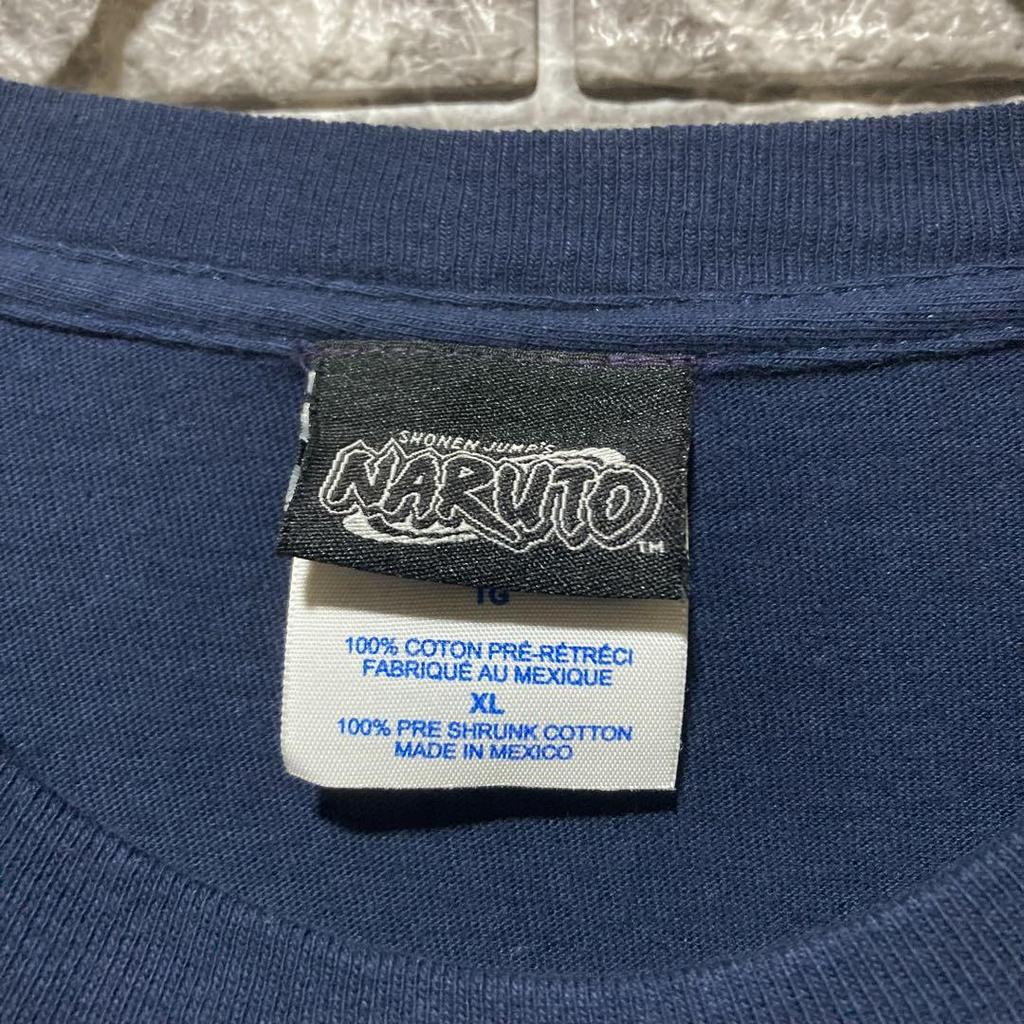 SHONEN JUMP'S
NARUTO
TM
TG
100% COTON PRÉ-RÉTRÉCI
FABRIQUÉ AU MEXIQUE
XL
100% PRE SHRUNK COTTON
MADE IN MEXICO